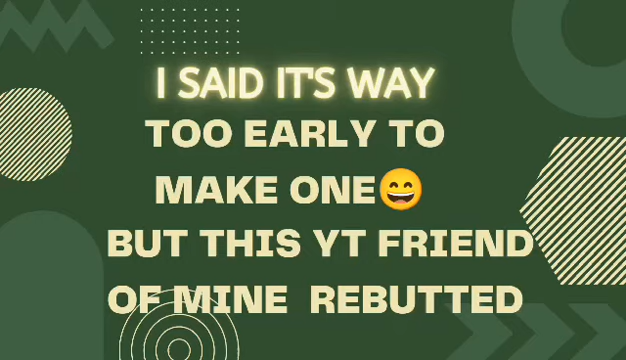 I SAID IT'S WAY
TOO EARLY TO
MAKE ONE😄
BUT THIS YT FRIEND
OF MINE REBUTTED